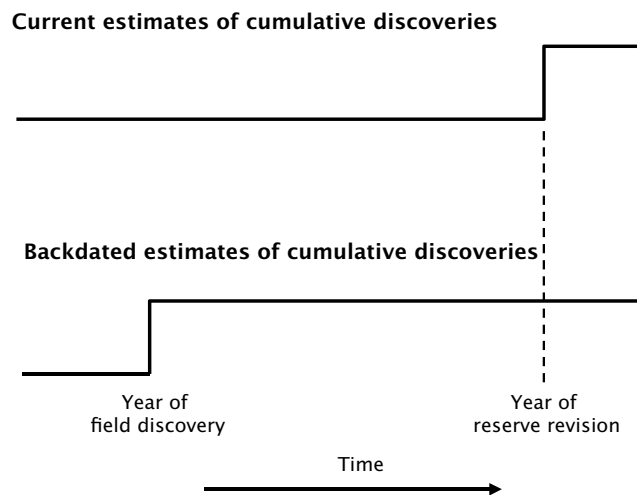 Current estimates of cumulative discoveries
Backdated estimates of cumulative discoveries
Year of
field discovery
Year of
reserve revision
Time